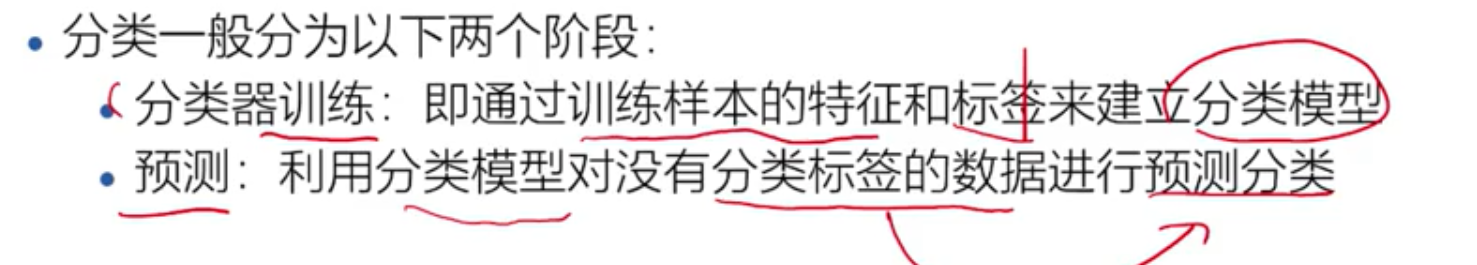 分类一般分为以下两个阶段：
分类器训练：即通过训练样本的特征和标签来建立分类模型
预测：利用分类模型对没有分类标签的数据进行预测分类